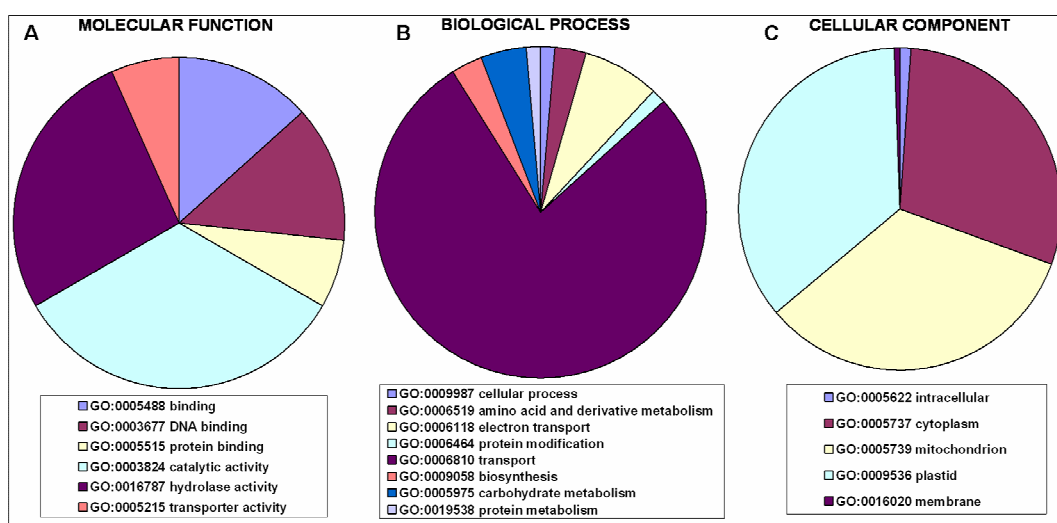 A
MOLECULAR FUNCTION
B
BIOLOGICAL PROCESS
C
CELLULAR COMPONENT
GO:0005488 binding
GO:0003677 DNA binding
GO:0005515 protein binding
GO:0003824 catalytic activity
GO:0016787 hydrolase activity
GO:0005215 transporter activity
GO:0009987 cellular process
GO:0006519 amino acid and derivative metabolism
GO:0006118 electron transport
GO:0006464 protein modification
GO:0006810 transport
GO:0009058 biosynthesis
GO:0005975 carbohydrate metabolism
GO:0019538 protein metabolism
GO:0005622 intracellular
GO:0005737 cytoplasm
GO:0005739 mitochondrion
GO:0009536 plastid
GO:0016020 membrane